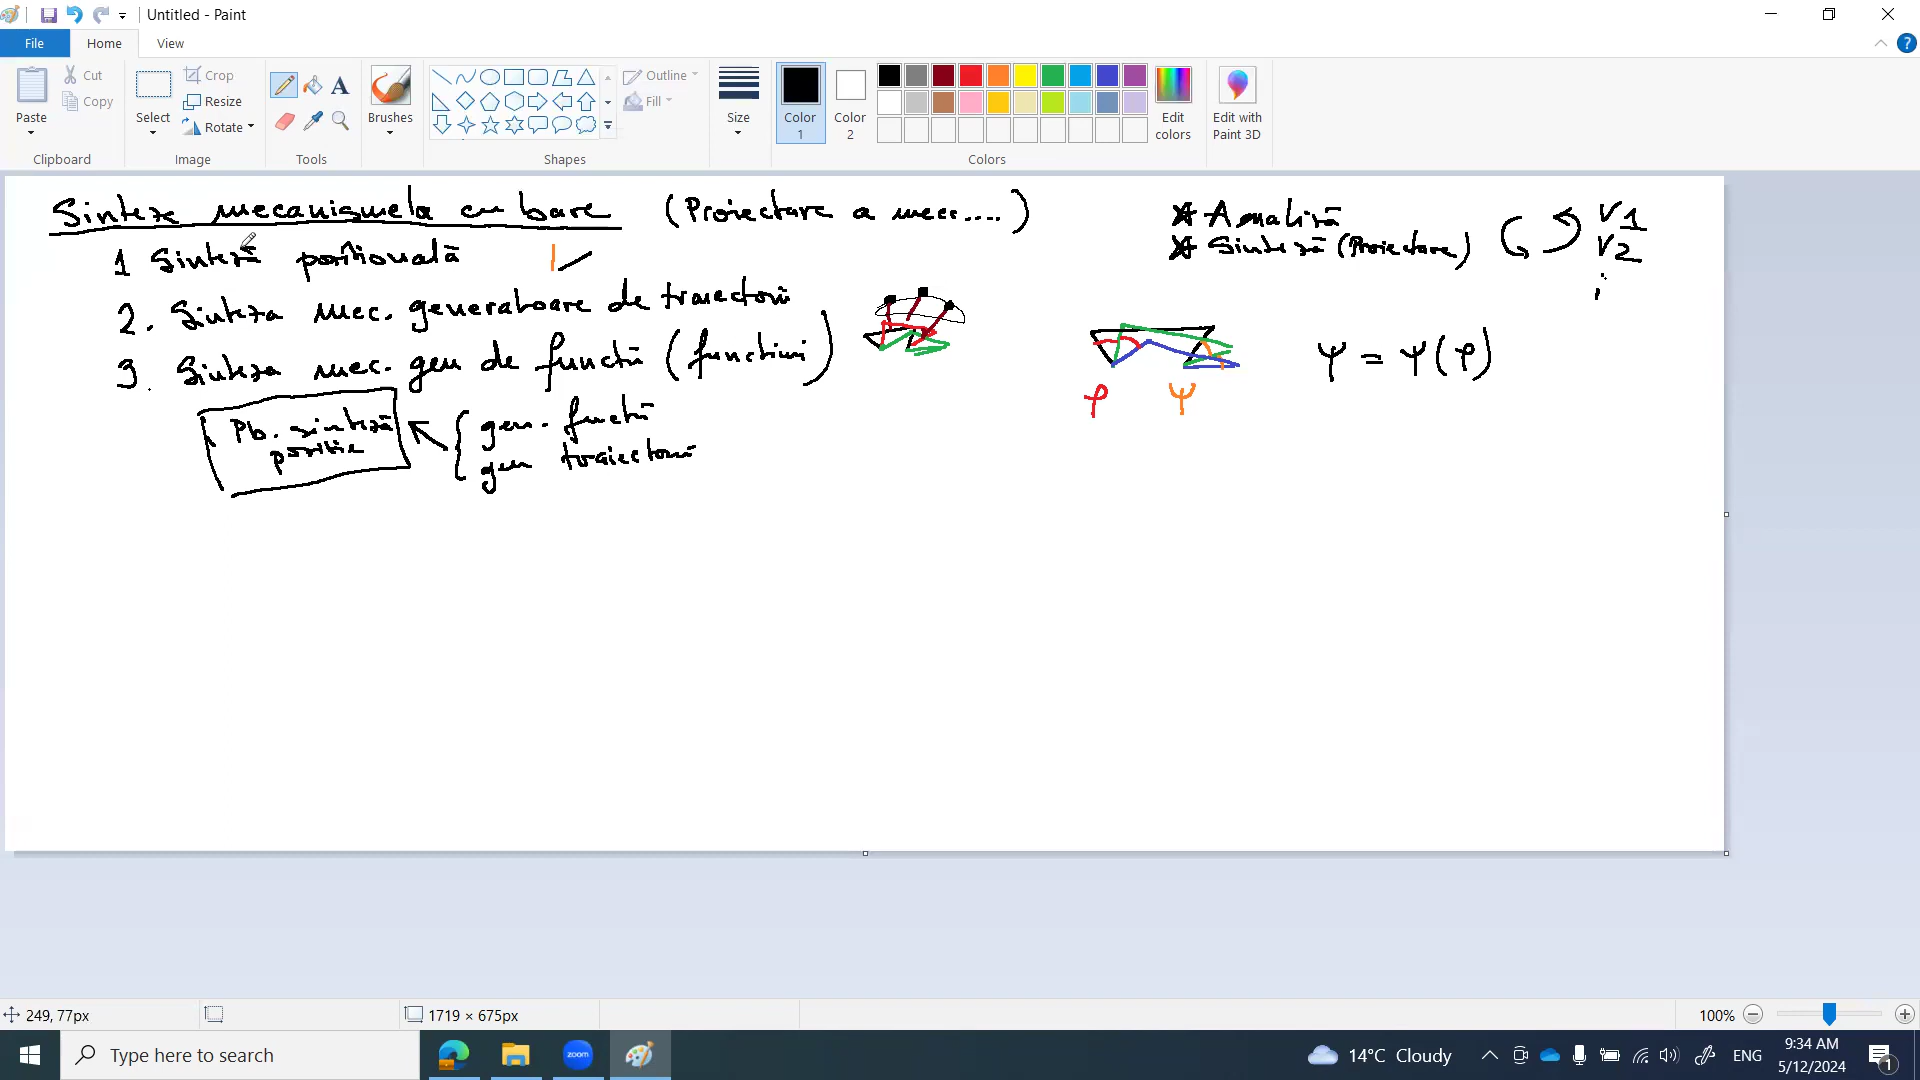 Untitled - Paint
File Home View
Paste
Cut
Copy
Clipboard
Select
Crop
Resize
Rotate
Image
Tools
Brushes
Shapes
Outline
Fill
Size
Color 1
Color 2
Edit colors
Colors
Edit with Paint 3D
Sinteza mecanismelor cu bare (Proiectare a mec....)
1 Sinteză pozițională
2. Sinteza mec. generatoare de traiectorii
3. Sinteza mec. gen de funcții (funcțiuni)
Pb. sinteză poziție
gen. funcții
gen traiectorii
* Analiză
* Sinteză (Proiectare)
V1
V2
φ ψ
ψ = ψ(φ)
249, 77px
1719 × 675px
100%
Type here to search
zoom
14°C Cloudy
ENG
9:34 AM
5/12/2024
1